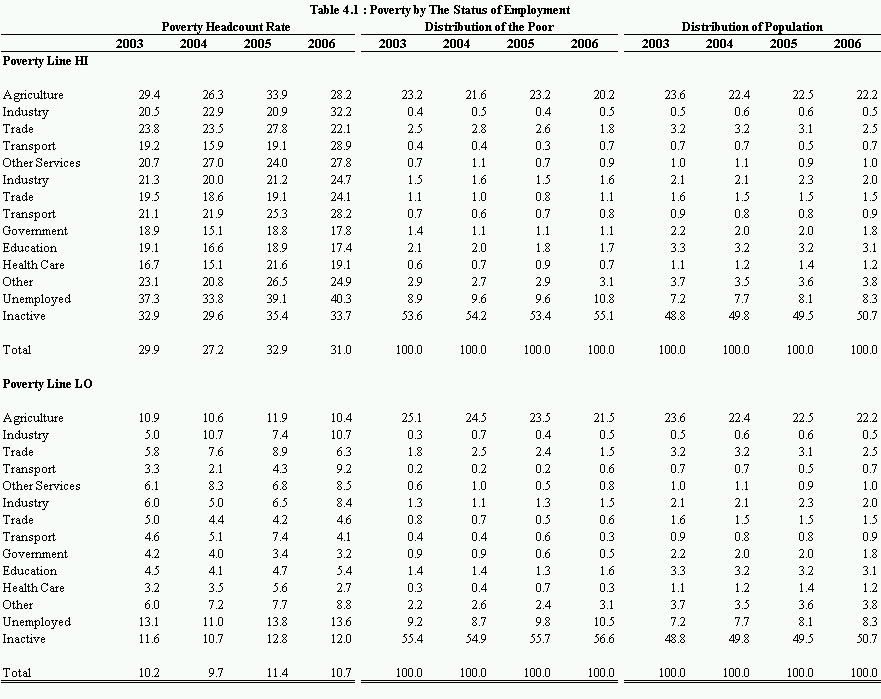 Table 4.1 : Poverty by The Status of Employment
Poverty Headcount Rate Distribution of the Poor Distribution of Population
2003 2004 2005 2006 2003 2004 2005 2006 2003 2004 2005 2006
Poverty Line HI
Agriculture 29.4 26.3 33.9 28.2 23.2 21.6 23.2 20.2 23.6 22.4 22.5 22.2
Industry 20.5 22.9 20.9 32.2 0.4 0.5 0.4 0.5 0.5 0.6 0.6 0.5
Trade 23.8 23.5 27.8 22.1 2.5 2.8 2.6 1.8 3.2 3.2 3.1 2.5
Transport 19.2 15.9 19.1 28.9 0.4 0.4 0.3 0.7 0.7 0.7 0.5 0.7
Other Services 20.7 27.0 24.0 27.8 0.7 1.1 0.7 0.9 1.0 1.1 0.9 1.0
Industry 21.3 20.0 21.2 24.7 1.5 1.6 1.5 1.6 2.1 2.1 2.3 2.0
Trade 19.5 18.6 19.1 24.1 1.1 1.0 0.8 1.1 1.6 1.5 1.5 1.5
Transport 21.1 21.9 25.3 28.2 0.7 0.6 0.7 0.8 0.9 0.8 0.8 0.9
Government 18.9 15.1 18.8 17.8 1.4 1.1 1.1 1.1 2.2 2.0 2.0 1.8
Education 19.1 16.6 18.9 17.4 2.1 2.0 1.8 1.7 3.3 3.2 3.2 3.1
Health Care 16.7 15.1 21.6 19.1 0.6 0.7 0.9 0.7 1.1 1.2 1.4 1.2
Other 23.1 20.8 26.5 24.9 2.9 2.7 2.9 3.1 3.7 3.5 3.6 3.8
Unemployed 37.3 33.8 39.1 40.3 8.9 9.6 9.6 10.8 7.2 7.7 8.1 8.3
Inactive 32.9 29.6 35.4 33.7 53.6 54.2 53.4 55.1 48.8 49.8 49.5 50.7
Total 29.9 27.2 32.9 31.0 100.0 100.0 100.0 100.0 100.0 100.0 100.0 100.0
Poverty Line LO
Agriculture 10.9 10.6 11.9 10.4 25.1 24.5 23.5 21.5 23.6 22.4 22.5 22.2
Industry 5.0 10.7 7.4 10.7 0.3 0.7 0.4 0.5 0.5 0.6 0.6 0.5
Trade 5.8 7.6 8.9 6.3 1.8 2.5 2.4 1.5 3.2 3.2 3.1 2.5
Transport 3.3 2.1 4.3 9.2 0.2 0.2 0.2 0.6 0.7 0.7 0.5 0.7
Other Services 6.1 8.3 6.8 8.5 0.6 1.0 0.5 0.8 1.0 1.1 0.9 1.0
Industry 6.0 5.0 6.5 8.4 1.3 1.1 1.3 1.5 2.1 2.1 2.3 2.0
Trade 5.0 4.4 4.2 4.6 0.8 0.7 0.5 0.6 1.6 1.5 1.5 1.5
Transport 4.6 5.1 7.4 4.1 0.4 0.4 0.6 0.3 0.9 0.8 0.8 0.9
Government 4.2 4.0 3.4 3.2 0.9 0.9 0.6 0.5 2.2 2.0 2.0 1.8
Education 4.5 4.1 4.7 5.4 1.4 1.4 1.3 1.6 3.3 3.2 3.2 3.1
Health Care 3.2 3.5 5.6 2.7 0.3 0.4 0.7 0.3 1.1 1.2 1.4 1.2
Other 6.0 7.2 7.7 8.8 2.2 2.6 2.4 3.1 3.7 3.5 3.6 3.8
Unemployed 13.1 11.0 13.8 13.6 9.2 8.7 9.8 10.5 7.2 7.7 8.1 8.3
Inactive 11.6 10.7 12.8 12.0 55.4 54.9 55.7 56.6 48.8 49.8 49.5 50.7
Total 10.2 9.7 11.4 10.7 100.0 100.0 100.0 100.0 100.0 100.0 100.0 100.0